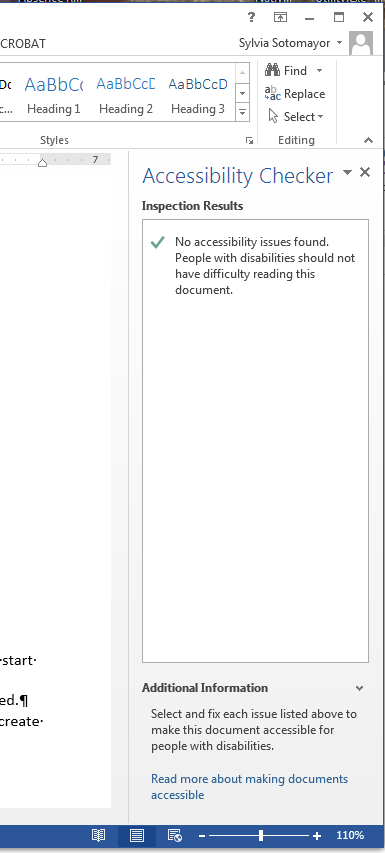 ?
CROBAT
Sylvia Sotomayor
AaBbCc AaBbCcD AaBbCcD
c... Heading 1 Heading 2 Heading 3
Find
Replace
Select
Styles
Editing
7
Accessibility Checker
Inspection Results
No accessibility issues found.
People with disabilities should not
have difficulty reading this
document.
start·
ed.¶
create·
Additional Information
Select and fix each issue listed above to
make this document accessible for
people with disabilities.
Read more about making documents
accessible
110%